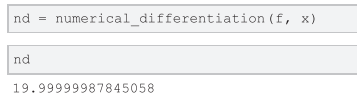 nd = numerical_differentiation(f, x)
nd
19.99999987845058